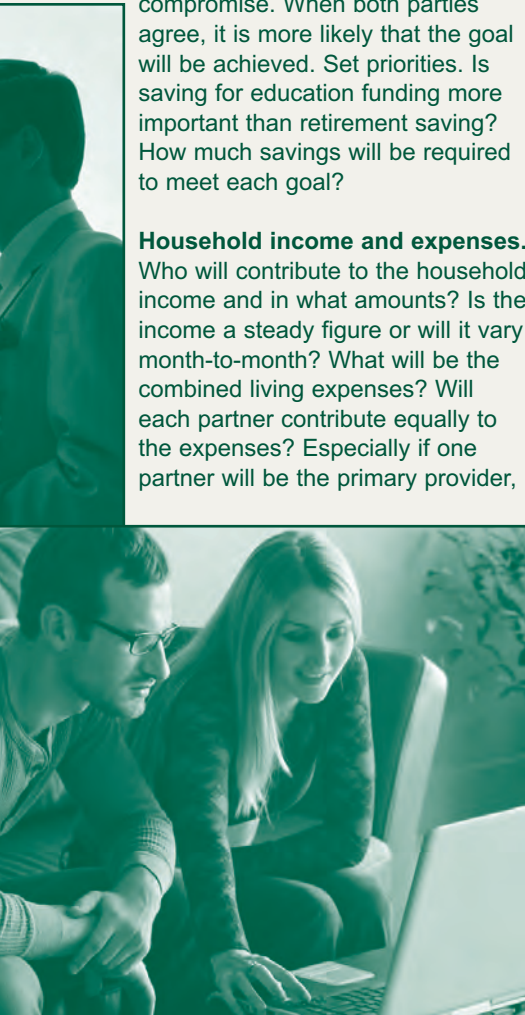 compromise. When both parties
agree, it is more likely that the goal
will be achieved. Set priorities. Is
saving for education funding more
important than retirement saving?
How much savings will be required
to meet each goal?
Household income and expenses.
Who will contribute to the household
income and in what amounts? Is the
income a steady figure or will it vary
month-to-month? What will be the
combined living expenses? Will
each partner contribute equally to
the expenses? Especially if one
partner will be the primary provider,